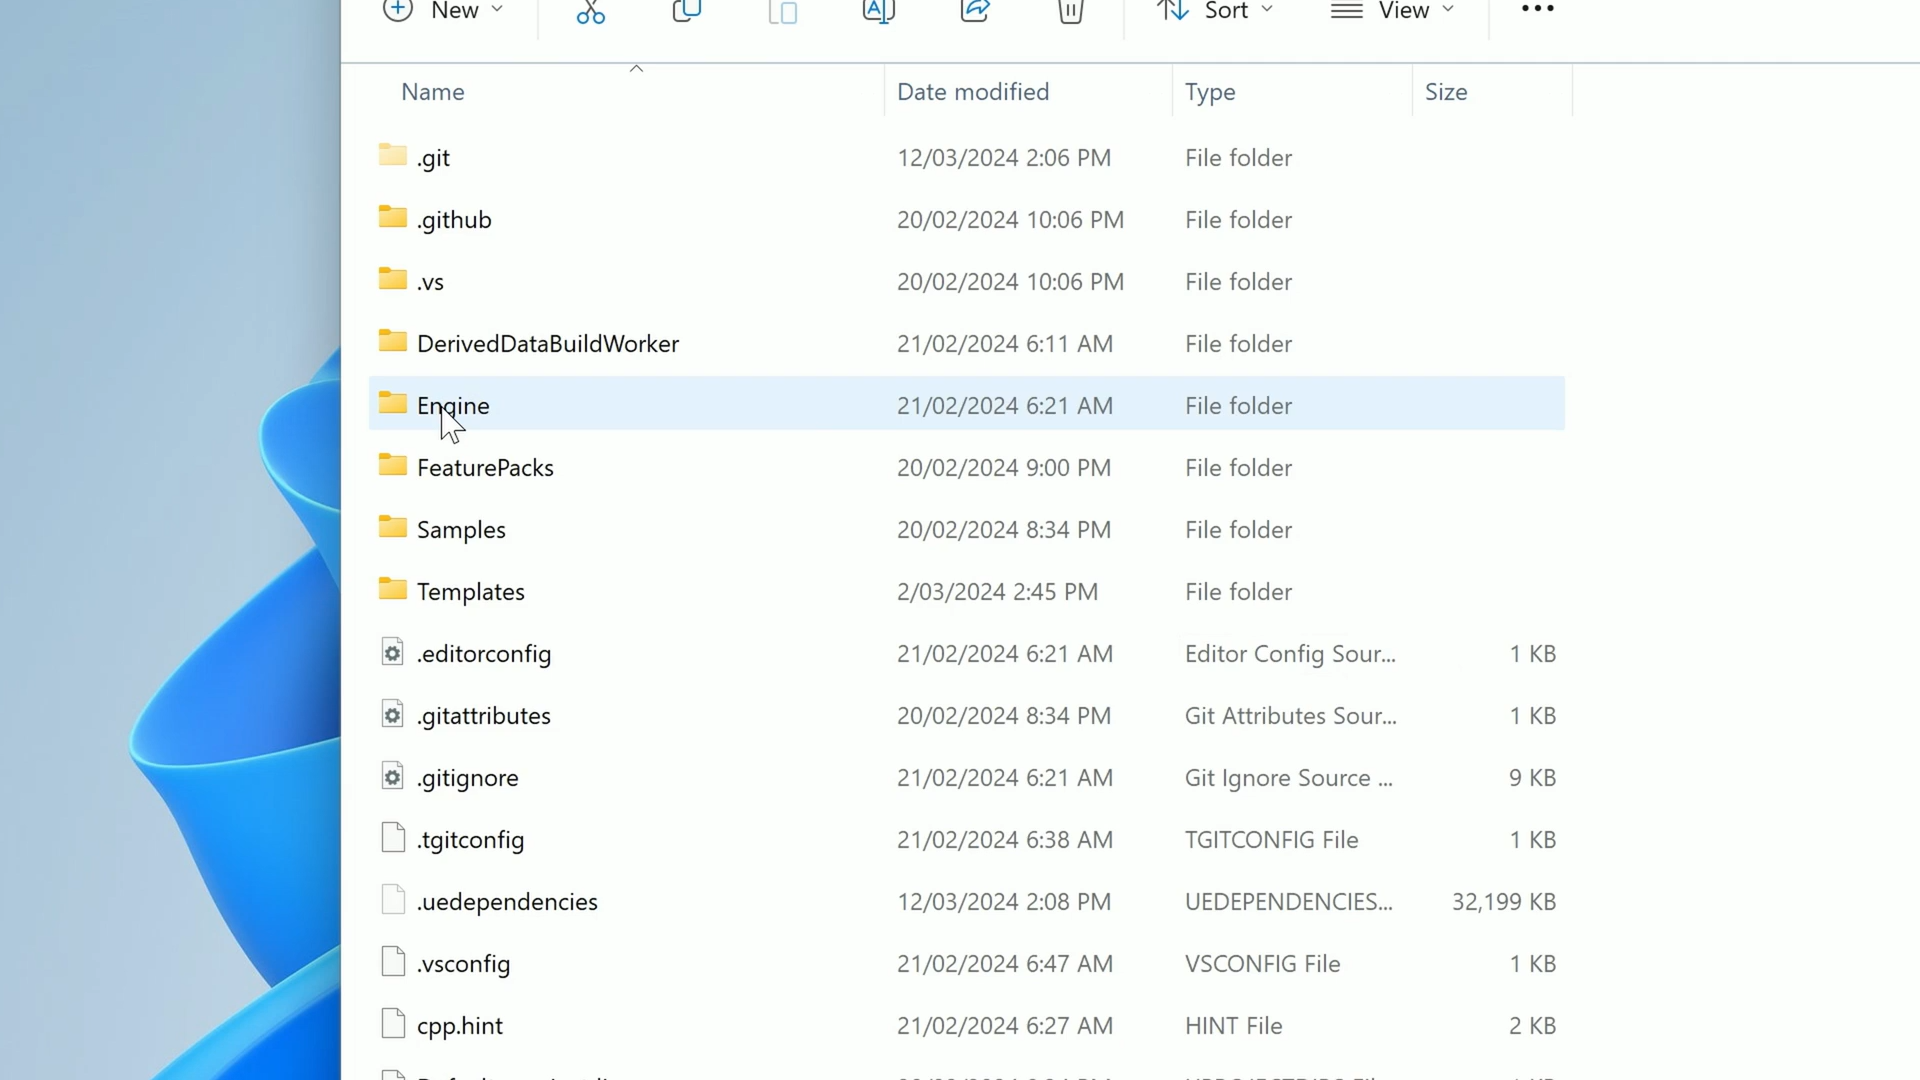 New Sort View
Name Date modified Type Size
.git 12/03/2024 2:06 PM File folder
.github 20/02/2024 10:06 PM File folder
.vs 20/02/2024 10:06 PM File folder
DerivedDataBuildWorker 21/02/2024 6:11 AM File folder
Engine 21/02/2024 6:21 AM File folder
FeaturePacks 20/02/2024 9:00 PM File folder
Samples 20/02/2024 8:34 PM File folder
Templates 2/03/2024 2:45 PM File folder
.editorconfig 21/02/2024 6:21 AM Editor Config Sour... 1 KB
.gitattributes 20/02/2024 8:34 PM Git Attributes Sour... 1 KB
.gitignore 21/02/2024 6:21 AM Git Ignore Source ... 9 KB
.tgitconfig 21/02/2024 6:38 AM TGITCONFIG File 1 KB
.uedependencies 12/03/2024 2:08 PM UEDEPENDENCIES... 32,199 KB
.vsconfig 21/02/2024 6:47 AM VSCONFIG File 1 KB
cpp.hint 21/02/2024 6:27 AM HINT File 2 KB